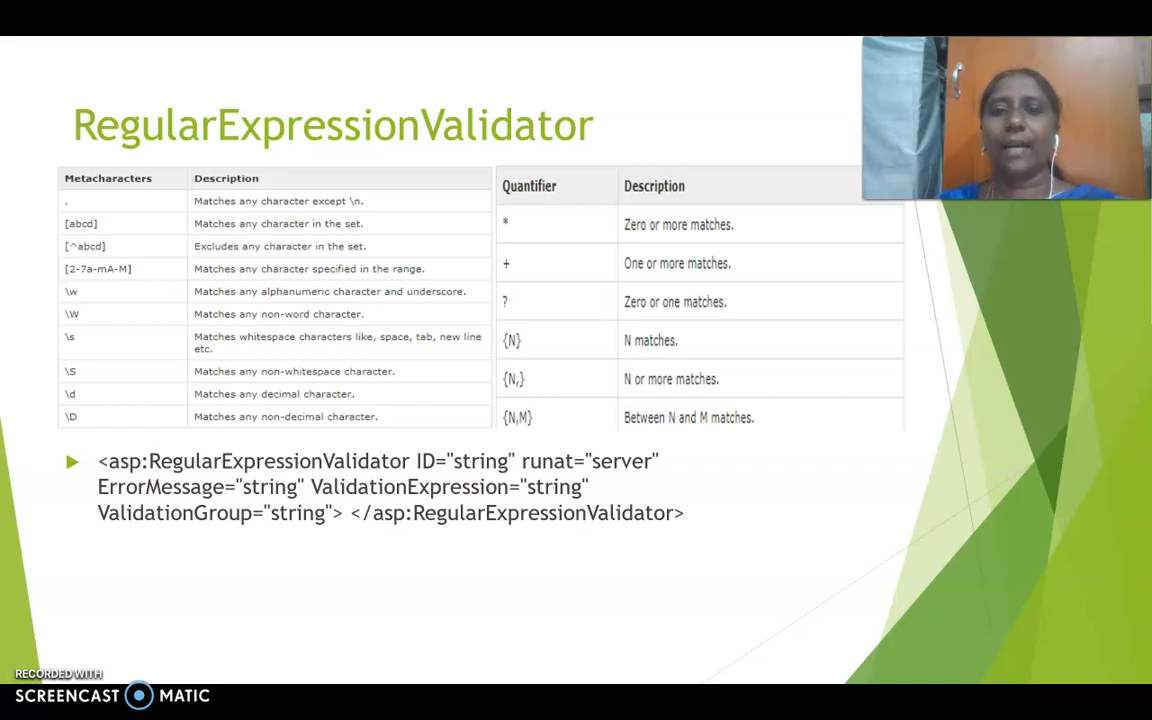 RegularExpressionValidator
Metacharacters Description
. Matches any character except \n.
[abcd] Matches any character in the set.
[^abcd] Excludes any character in the set.
[2-7a-mA-M] Matches any character specified in the range.
\w Matches any alphanumeric character and underscore.
\W Matches any non-word character.
\s Matches whitespace characters like, space, tab, new line
etc.
\S Matches any non-whitespace character.
\d Matches any decimal character.
\D Matches any non-decimal character.
Quantifier Description
* Zero or more matches.
+ One or more matches.
? Zero or one matches.
{N} N matches.
{N,} N or more matches.
{N,M} Between N and M matches.
<asp:RegularExpressionValidator ID="string" runat="server"
ErrorMessage="string" ValidationExpression="string"
ValidationGroup="string"> </asp:RegularExpressionValidator>
RECORDED WITH
SCREENCAST MATIC